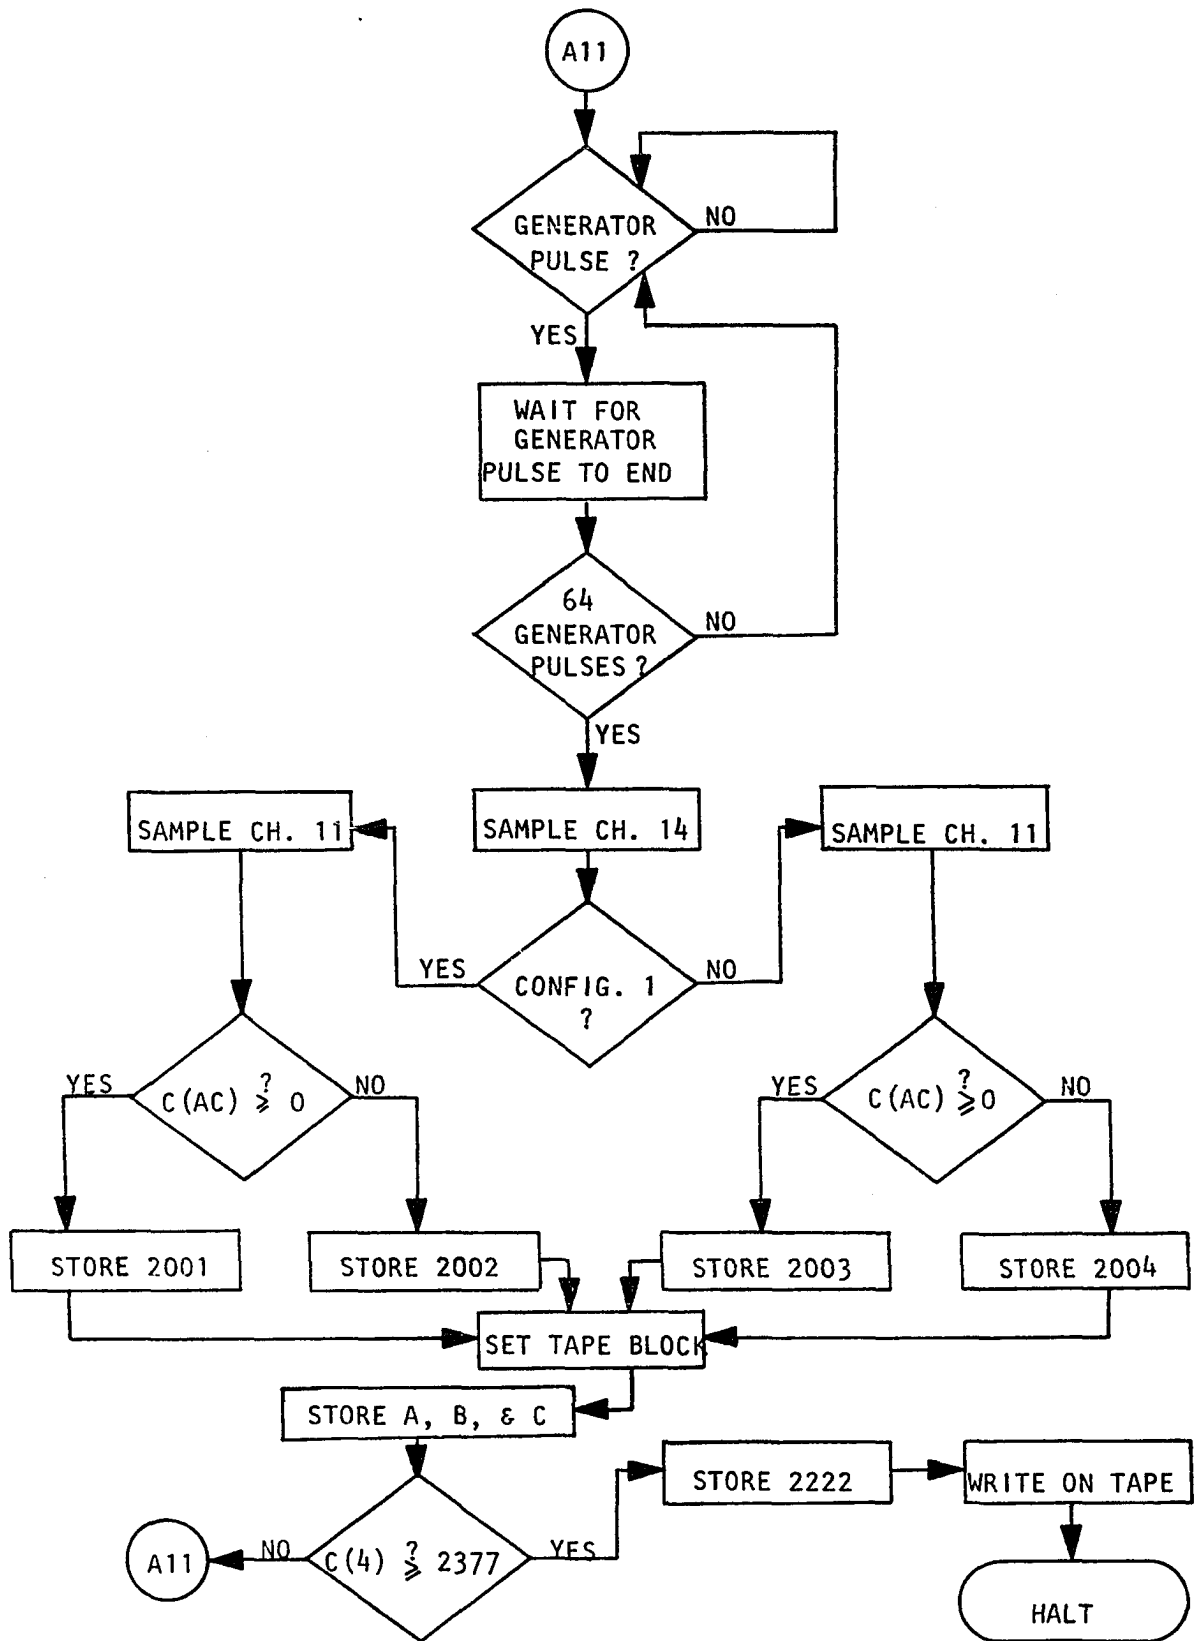 A11
GENERATOR
PULSE ?
NO
YES
WAIT FOR
GENERATOR
PULSE TO END
64
GENERATOR
PULSES ?
NO
YES
SAMPLE CH. 11
SAMPLE CH. 14
SAMPLE CH. 11
YES
CONFIG. 1
?
NO
YES
C(AC) ≥? 0
NO
YES
C(AC) ≥? 0
NO
STORE 2001
STORE 2002
STORE 2003
STORE 2004
SET TAPE BLOCK
STORE A, B, & C
STORE 2222
WRITE ON TAPE
A11
NO
C(4) ≥? 2377
YES
HALT